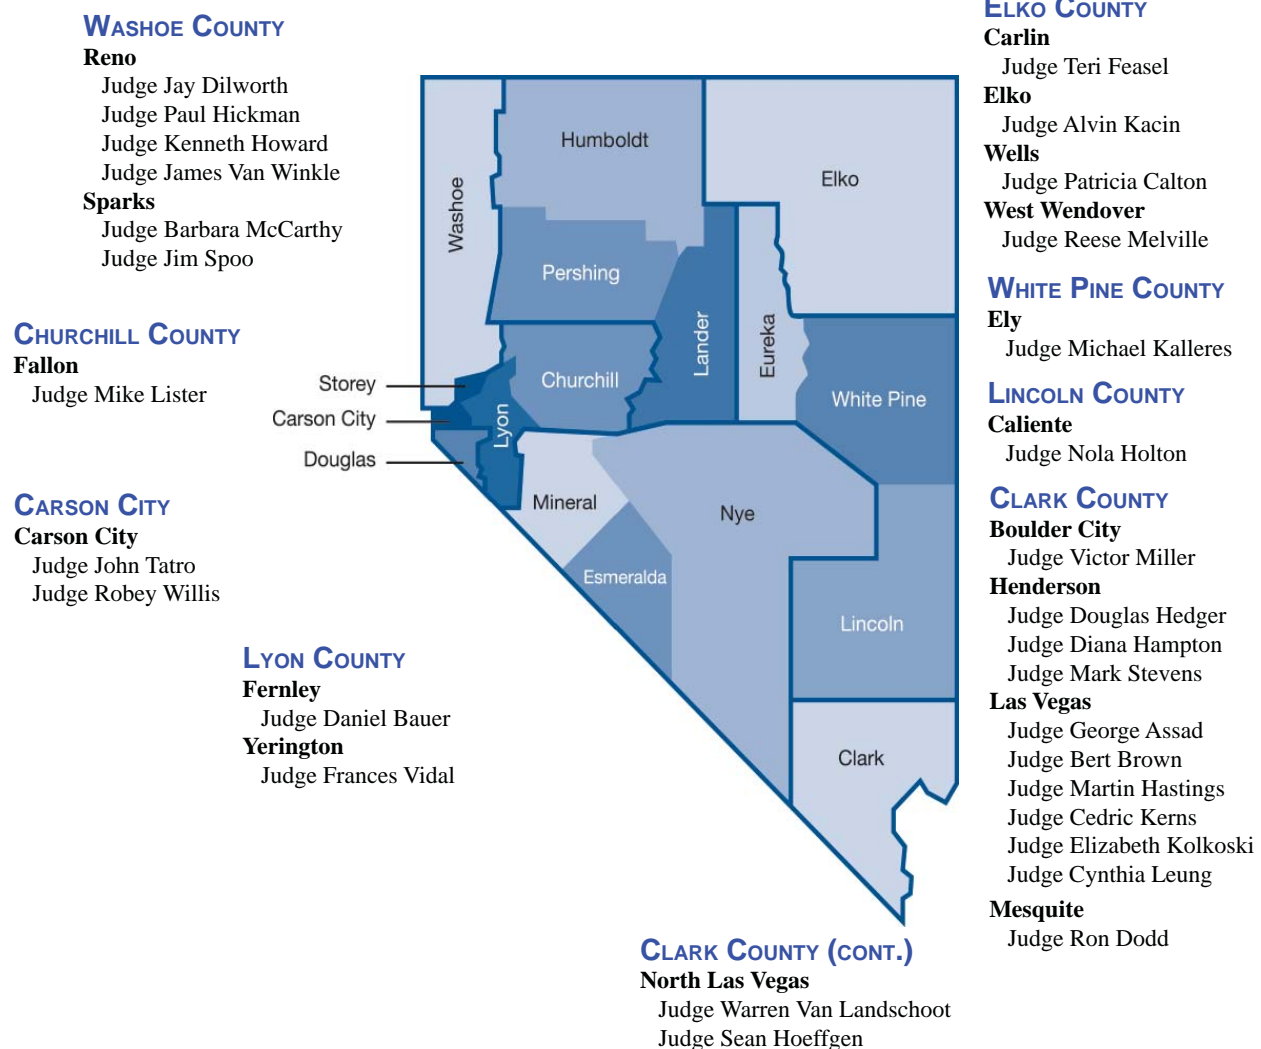 WASHOE COUNTY
Reno
Judge Jay Dilworth
Judge Paul Hickman
Judge Kenneth Howard
Judge James Van Winkle
Sparks
Judge Barbara McCarthy
Judge Jim Spoo
CHURCHILL COUNTY
Fallon
Judge Mike Lister
CARSON CITY
Carson City
Judge John Tatro
Judge Robey Willis
LYON COUNTY
Fernley
Judge Daniel Bauer
Yerington
Judge Frances Vidal
Washoe
Humboldt
Elko
Pershing
Lander
Eureka
Storey
Churchill
White Pine
Carson City
Lyon
Douglas
Mineral
Nye
Esmeralda
Lincoln
Clark
ELKO COUNTY
Carlin
Judge Teri Feasel
Elko
Judge Alvin Kacin
Wells
Judge Patricia Calton
West Wendover
Judge Reese Melville
WHITE PINE COUNTY
Ely
Judge Michael Kalleres
LINCOLN COUNTY
Caliente
Judge Nola Holton
CLARK COUNTY
Boulder City
Judge Victor Miller
Henderson
Judge Douglas Hedger
Judge Diana Hampton
Judge Mark Stevens
Las Vegas
Judge George Assad
Judge Bert Brown
Judge Martin Hastings
Judge Cedric Kerns
Judge Elizabeth Kolkoski
Judge Cynthia Leung
Mesquite
Judge Ron Dodd
CLARK COUNTY (CONT.)
North Las Vegas
Judge Warren Van Landschoot
Judge Sean Hoeffgen